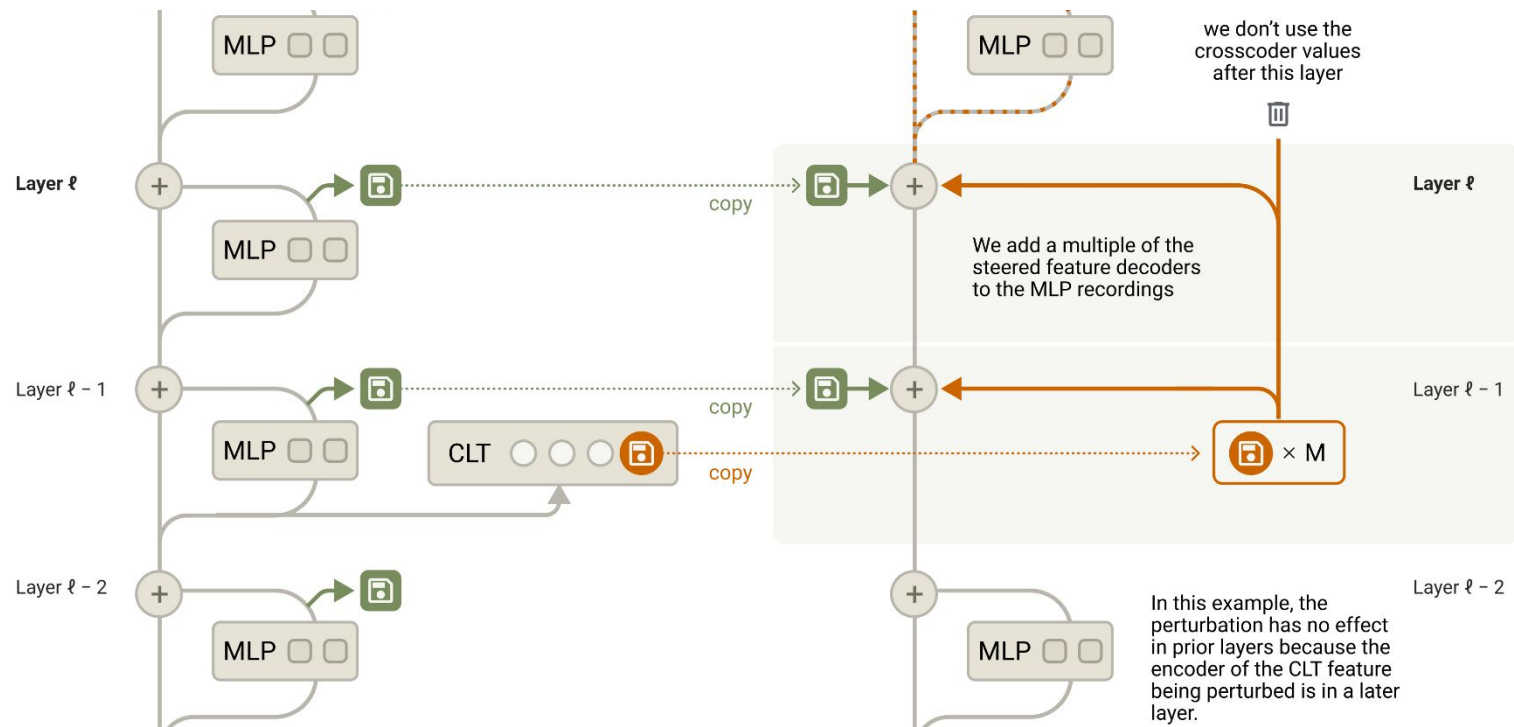 MLP
MLP
we don’t use the
crosscoder values
after this layer
Layer ℓ
+
+
Layer ℓ
copy
MLP
We add a multiple of the
steered feature decoders
to the MLP recordings
Layer ℓ − 1
+
+
Layer ℓ − 1
copy
MLP
CLT
copy
× M
Layer ℓ − 2
+
+
Layer ℓ − 2
MLP
MLP
In this example, the
perturbation has no effect
in prior layers because the
encoder of the CLT feature
being perturbed is in a later
layer.